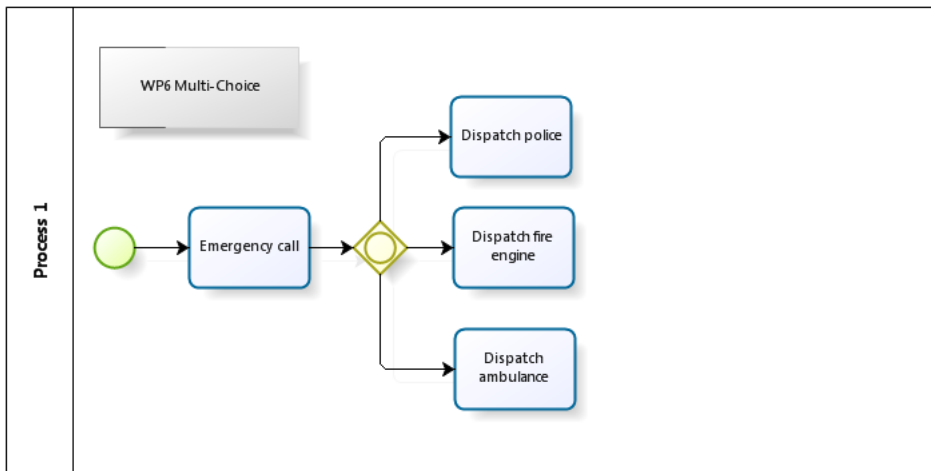 Process 1
WP6 Multi-Choice
Emergency call
Dispatch police
Dispatch fire
engine
Dispatch
ambulance